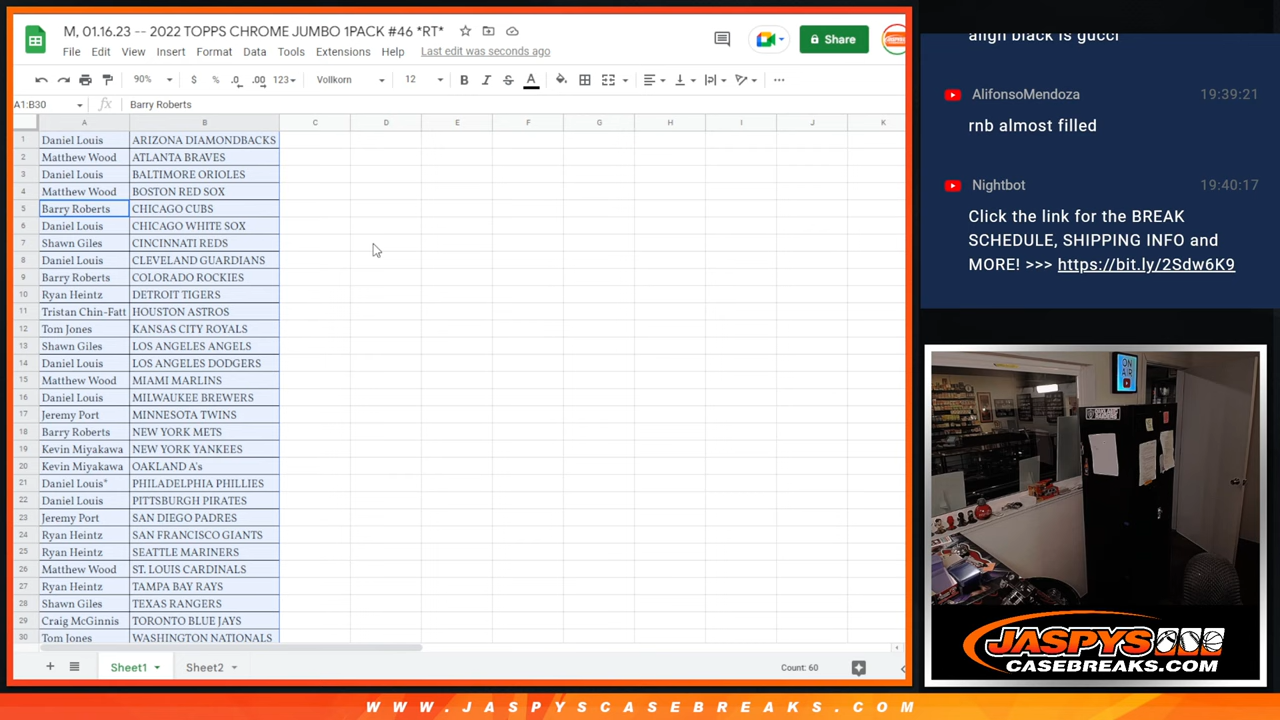 M, 01.16.23 -- 2022 TOPPS CHROME JUMBO 1PACK #46 *RT*
File Edit View Insert Format Data Tools Extensions Help Last edit was seconds ago
Share
90% $ % .0 .00 123 Vollkorn 12 B I S A
A1:B30 fx Barry Roberts
A B C D E F G H I J K
1 Daniel Louis ARIZONA DIAMONDBACKS
2 Matthew Wood ATLANTA BRAVES
3 Daniel Louis BALTIMORE ORIOLES
4 Matthew Wood BOSTON RED SOX
5 Barry Roberts CHICAGO CUBS
6 Daniel Louis CHICAGO WHITE SOX
7 Shawn Giles CINCINNATI REDS
8 Daniel Louis CLEVELAND GUARDIANS
9 Barry Roberts COLORADO ROCKIES
10 Ryan Heintz DETROIT TIGERS
11 Tristan Chin-Fatt HOUSTON ASTROS
12 Tom Jones KANSAS CITY ROYALS
13 Shawn Giles LOS ANGELES ANGELS
14 Daniel Louis LOS ANGELES DODGERS
15 Matthew Wood MIAMI MARLINS
16 Daniel Louis MILWAUKEE BREWERS
17 Jeremy Port MINNESOTA TWINS
18 Barry Roberts NEW YORK METS
19 Kevin Miyakawa NEW YORK YANKEES
20 Kevin Miyakawa OAKLAND A's
21 Daniel Louis* PHILADELPHIA PHILLIES
22 Daniel Louis PITTSBURGH PIRATES
23 Jeremy Port SAN DIEGO PADRES
24 Ryan Heintz SAN FRANCISCO GIANTS
25 Ryan Heintz SEATTLE MARINERS
26 Matthew Wood ST. LOUIS CARDINALS
27 Ryan Heintz TAMPA BAY RAYS
28 Shawn Giles TEXAS RANGERS
29 Craig McGinnis TORONTO BLUE JAYS
30 Tom Jones WASHINGTON NATIONALS
Sheet1 Sheet2 Count: 60
align black is gucci
AlifonsoMendoza 19:39:21
rnb almost filled
Nightbot 19:40:17
Click the link for the BREAK
SCHEDULE, SHIPPING INFO and
MORE! >>> https://bit.ly/2Sdw6K9
ON
AIR
JASPYS
CASEBREAKS.COM
WWW.JASPYSCASEBREAKS.COM